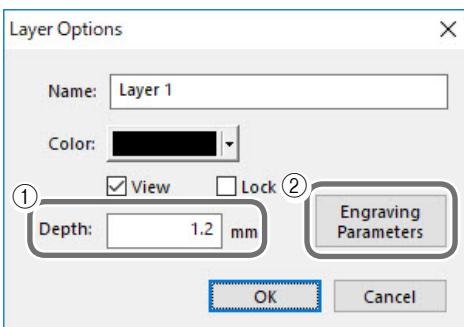 Layer Options
Name: Layer 1
Color:
View Lock
① Depth: 1.2 mm
② Engraving
Parameters
OK Cancel